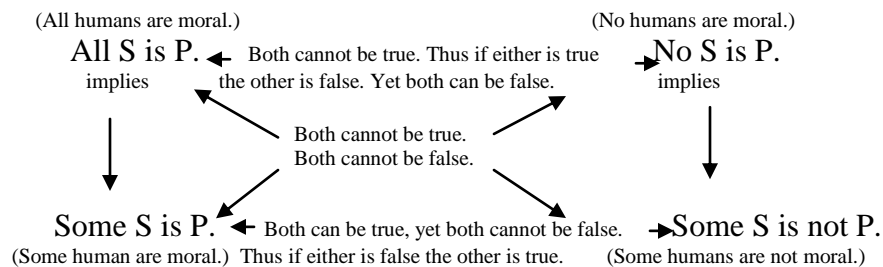 (All humans are moral.) (No humans are moral.)
All S is P. Both cannot be true. Thus if either is true No S is P.
implies the other is false. Yet both can be false. implies
Both cannot be true.
Both cannot be false.
Some S is P. Both can be true, yet both cannot be false. Some S is not P.
(Some human are moral.) Thus if either is false the other is true. (Some humans are not moral.)